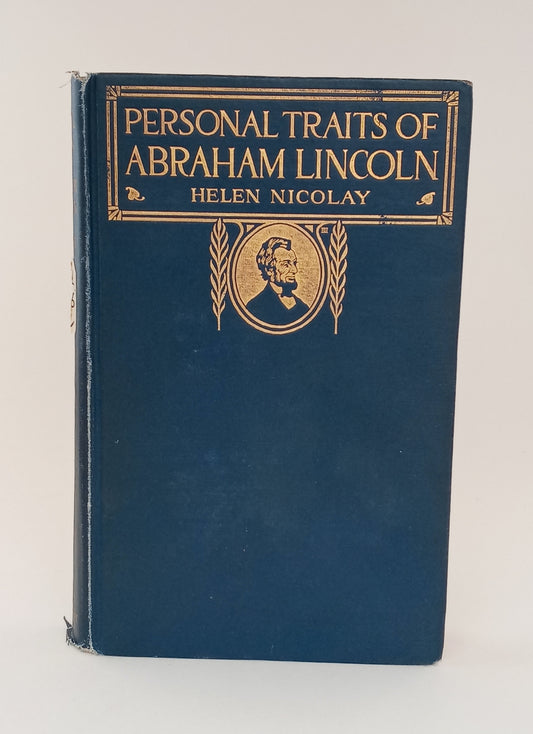 PERSONAL TRAITS OF
ABRAHAM LINCOLN
HELEN NICOLAY